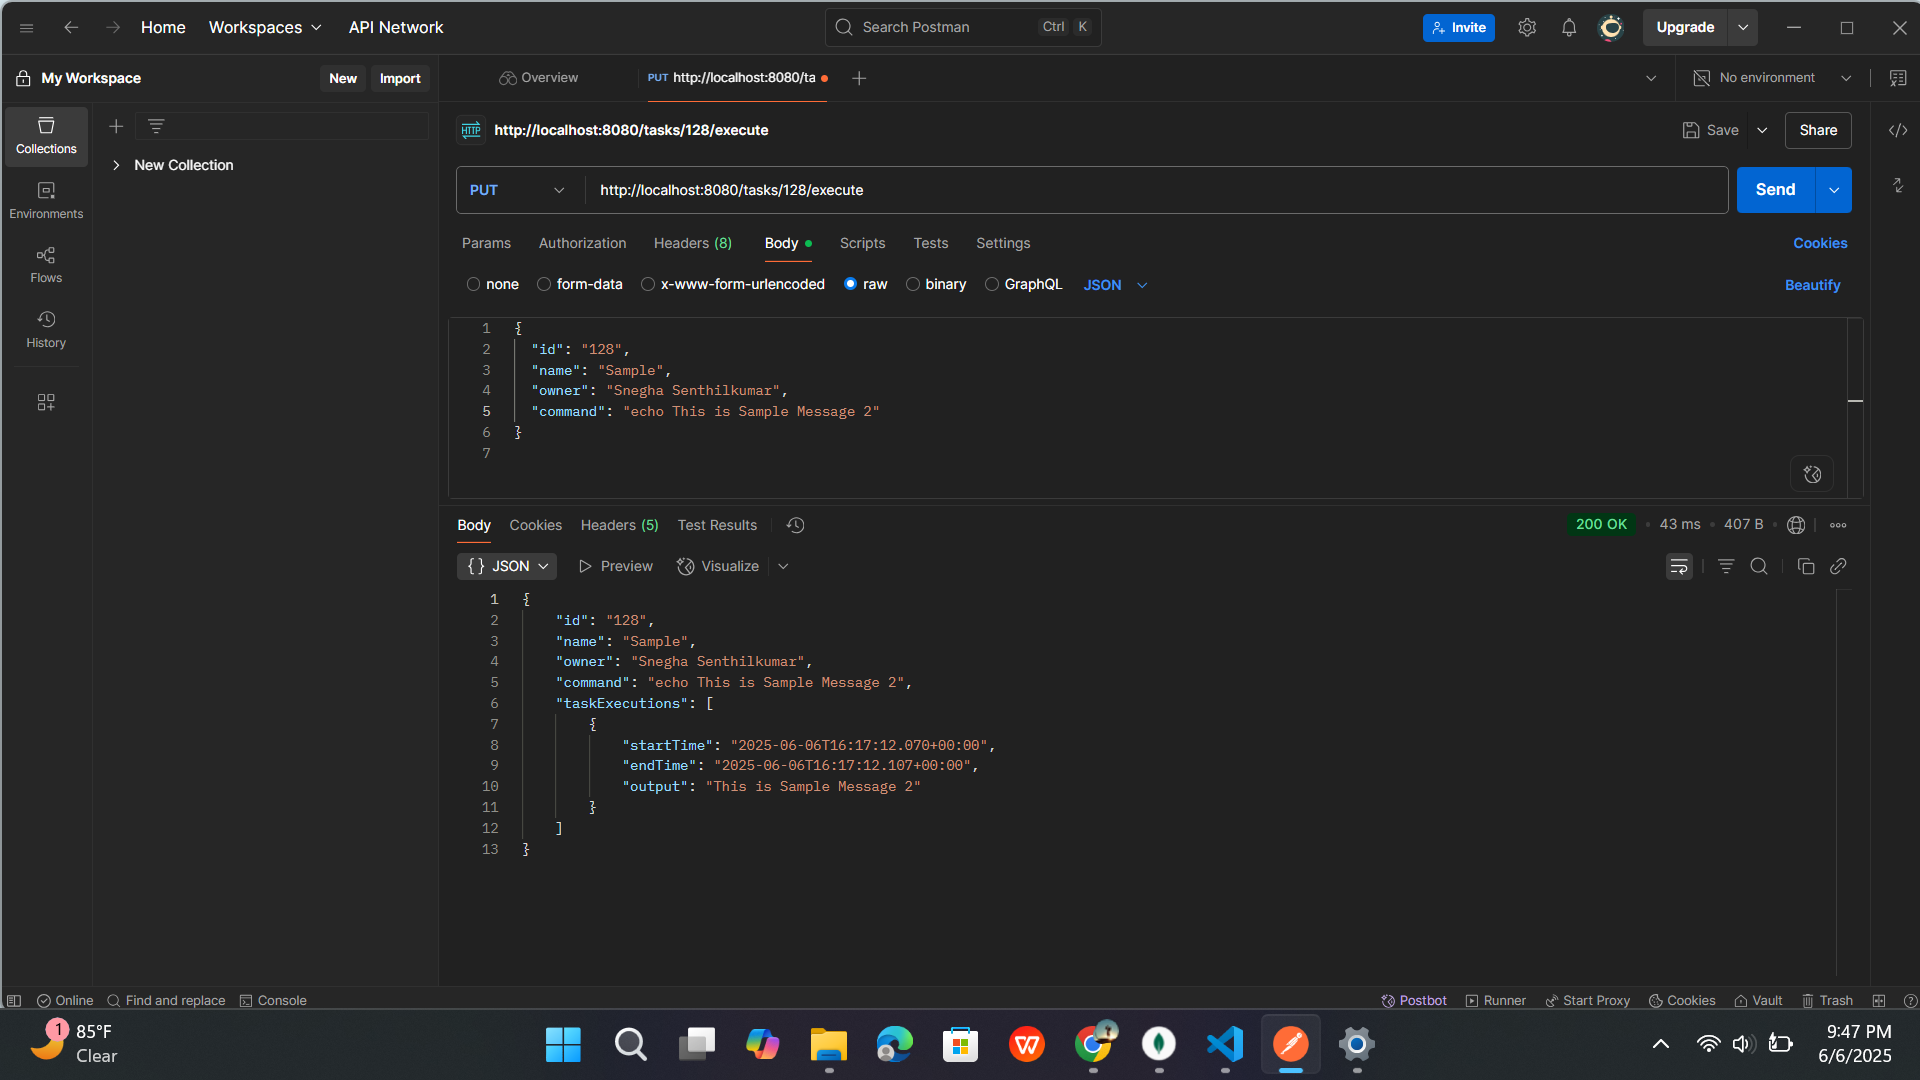 Home Workspaces API Network Search Postman Ctrl K Invite Upgrade
My Workspace New Import Overview PUT http://localhost:8080/ta No environment
Collections
New Collection
Environments
Flows
History
HTTP http://localhost:8080/tasks/128/execute Save Share
PUT http://localhost:8080/tasks/128/execute Send
Params Authorization Headers (8) Body Scripts Tests Settings Cookies
none form-data x-www-form-urlencoded raw binary GraphQL JSON Beautify
1 {
2 "id": "128",
3 "name": "Sample",
4 "owner": "Snegha Senthilkumar",
5 "command": "echo This is Sample Message 2"
6 }
7
Body Cookies Headers (5) Test Results 200 OK 43 ms 407 B
{} JSON Preview Visualize
1 {
2 "id": "128",
3 "name": "Sample",
4 "owner": "Snegha Senthilkumar",
5 "command": "echo This is Sample Message 2",
6 "taskExecutions": [
7 {
8 "startTime": "2025-06-06T16:17:12.070+00:00",
9 "endTime": "2025-06-06T16:17:12.107+00:00",
10 "output": "This is Sample Message 2"
11 }
12 ]
13 }
Online Find and replace Console Postbot Runner Start Proxy Cookies Vault Trash
1 85°F
Clear
9:47 PM
6/6/2025